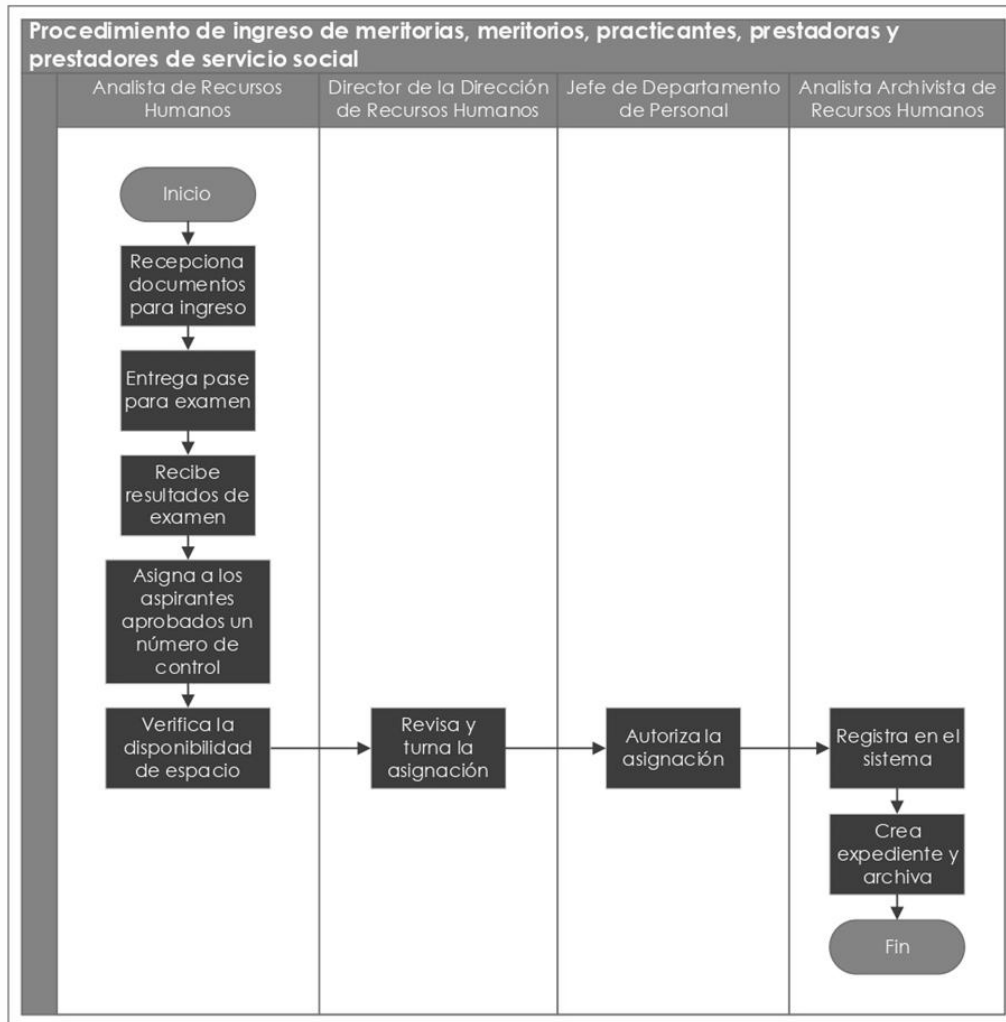 Procedimiento de ingreso de meritorias, meritorios, practicantes, prestadoras y
prestadores de servicio social
Analista de Recursos
Humanos
Director de la Dirección
de Recursos Humanos
Jefe de Departamento
de Personal
Analista Archivista de
Recursos Humanos
Inicio
Recepciona
documentos
para ingreso
Entrega pase
para examen
Recibe
resultados de
examen
Asigna a los
aspirantes
aprobados un
número de
control
Verifica la
disponibilidad
de espacio
Revisa y
turna la
asignación
Autoriza la
asignación
Registra en el
sistema
Crea
expediente y
archiva
Fin